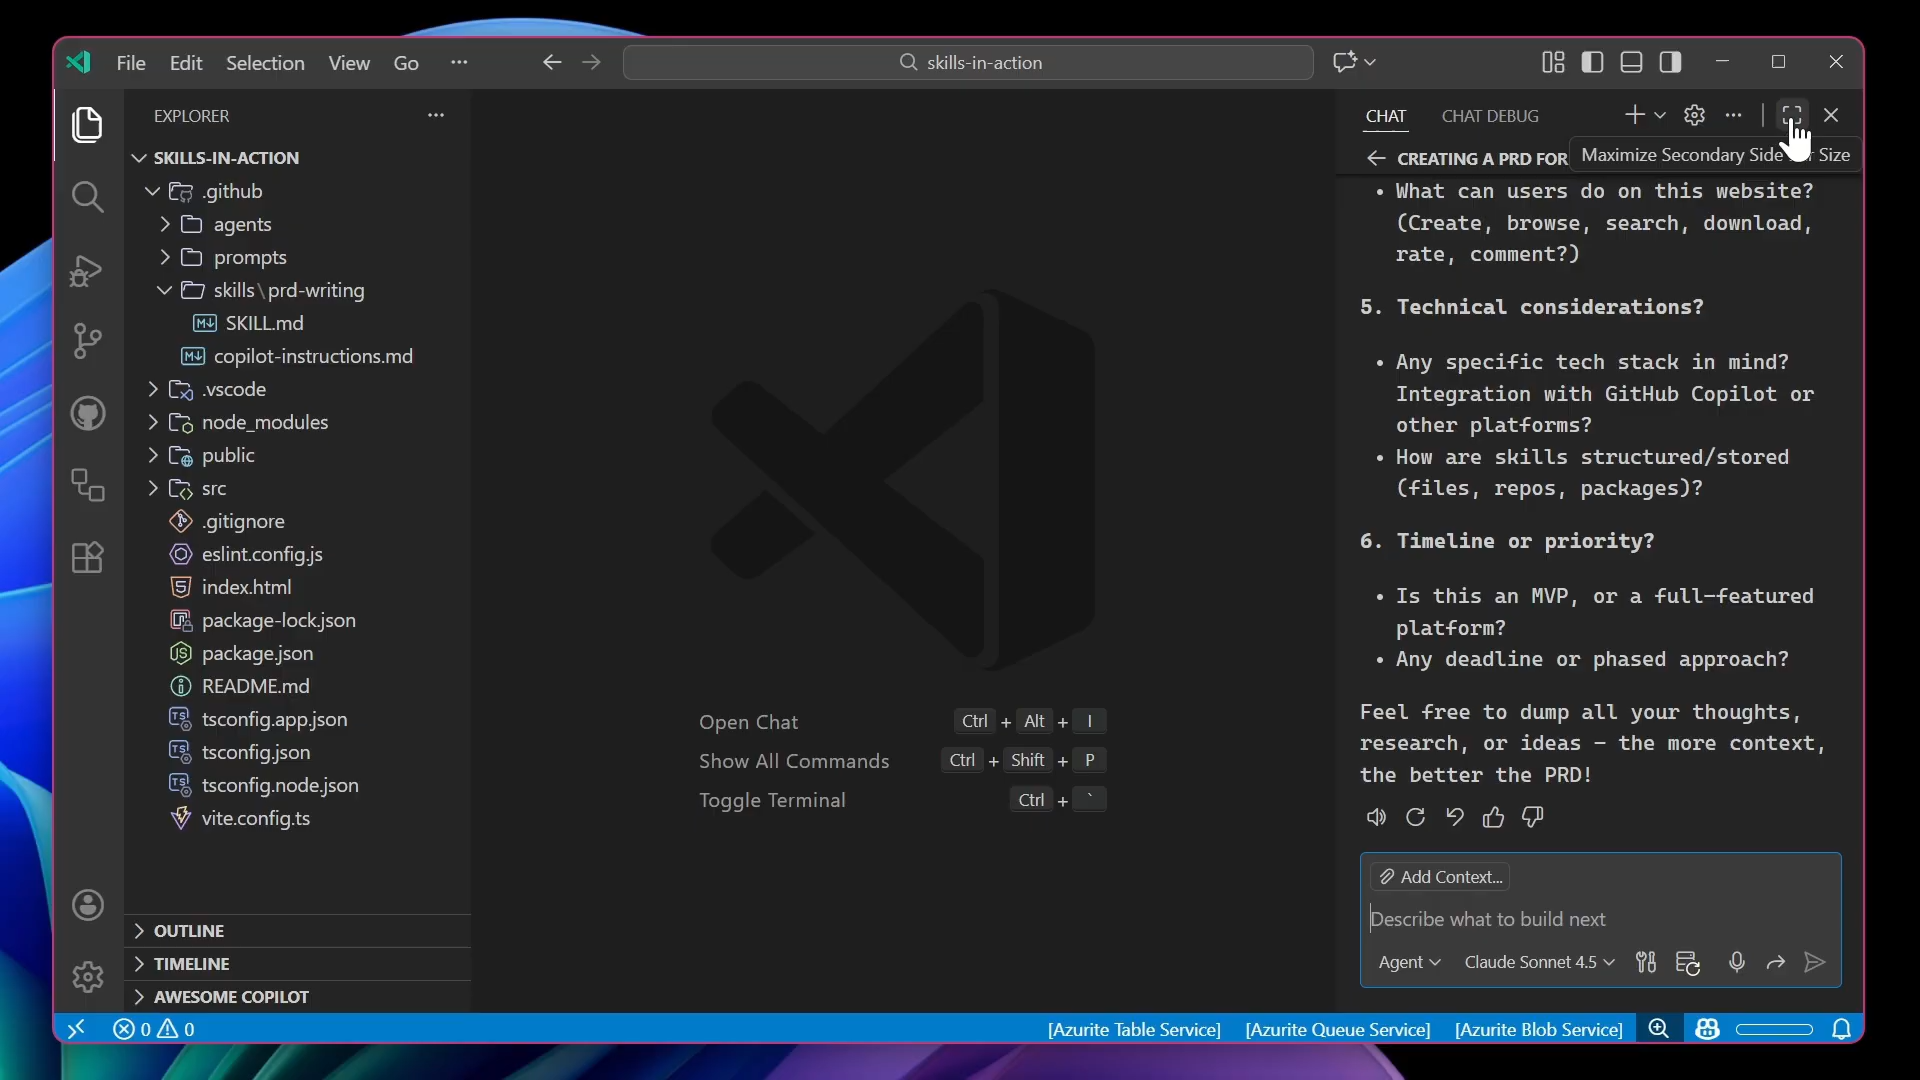 File Edit Selection View Go ···
skills-in-action
EXPLORER
SKILLS-IN-ACTION
.github
agents
prompts
skills\prd-writing
SKILL.md
copilot-instructions.md
.vscode
node_modules
public
src
.gitignore
eslint.config.js
index.html
package-lock.json
package.json
README.md
tsconfig.app.json
tsconfig.json
tsconfig.node.json
vite.config.ts
OUTLINE
TIMELINE
AWESOME COPILOT
Open Chat Ctrl + Alt + I
Show All Commands Ctrl + Shift + P
Toggle Terminal Ctrl + `
CHAT CHAT DEBUG
CREATING A PRD FOR
Maximize Secondary Side Size
• What can users do on this website?
(Create, browse, search, download,
rate, comment?)
5. Technical considerations?
• Any specific tech stack in mind?
Integration with GitHub Copilot or
other platforms?
• How are skills structured/stored
(files, repos, packages)?
6. Timeline or priority?
• Is this an MVP, or a full-featured
platform?
• Any deadline or phased approach?
Feel free to dump all your thoughts,
research, or ideas – the more context,
the better the PRD!
Add Context...
Describe what to build next
Agent Claude Sonnet 4.5
0 0 [Azurite Table Service] [Azurite Queue Service] [Azurite Blob Service]